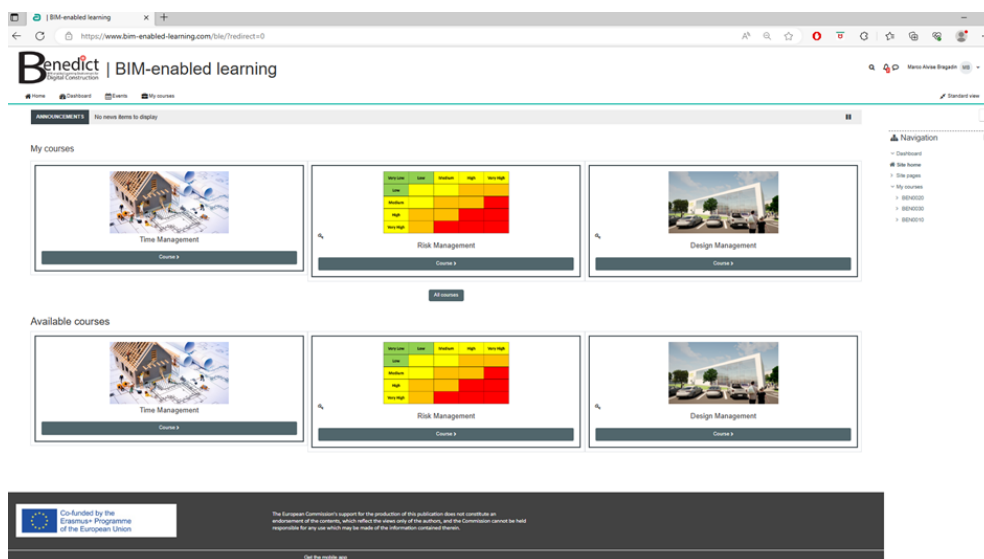 | BIM-enabled learning
https://www.bim-enabled-learning.com/ble/?redirect=0
Benedict
Digital Construction
| BIM-enabled learning
Home Dashboard Events My courses
Standard view
ANNOUNCEMENTS No news items to display
My courses
Time Management
Course
Very Low Low Medium High Very High
Low
Medium
High
Very High
Risk Management
Course
Design Management
Course
All courses
Available courses
Time Management
Course
Very Low Low Medium High Very High
Low
Medium
High
Very High
Risk Management
Course
Design Management
Course
Navigation
Dashboard
Site home
Site pages
My courses
BEN0020
BEN0030
BEN0010
Co-funded by the
Erasmus+ Programme
of the European Union
The European Commission's support for the production of this publication does not constitute an
endorsement of the contents, which reflect the views only of the authors, and the Commission cannot be held
responsible for any use which may be made of the information contained therein.
Get the mobile app